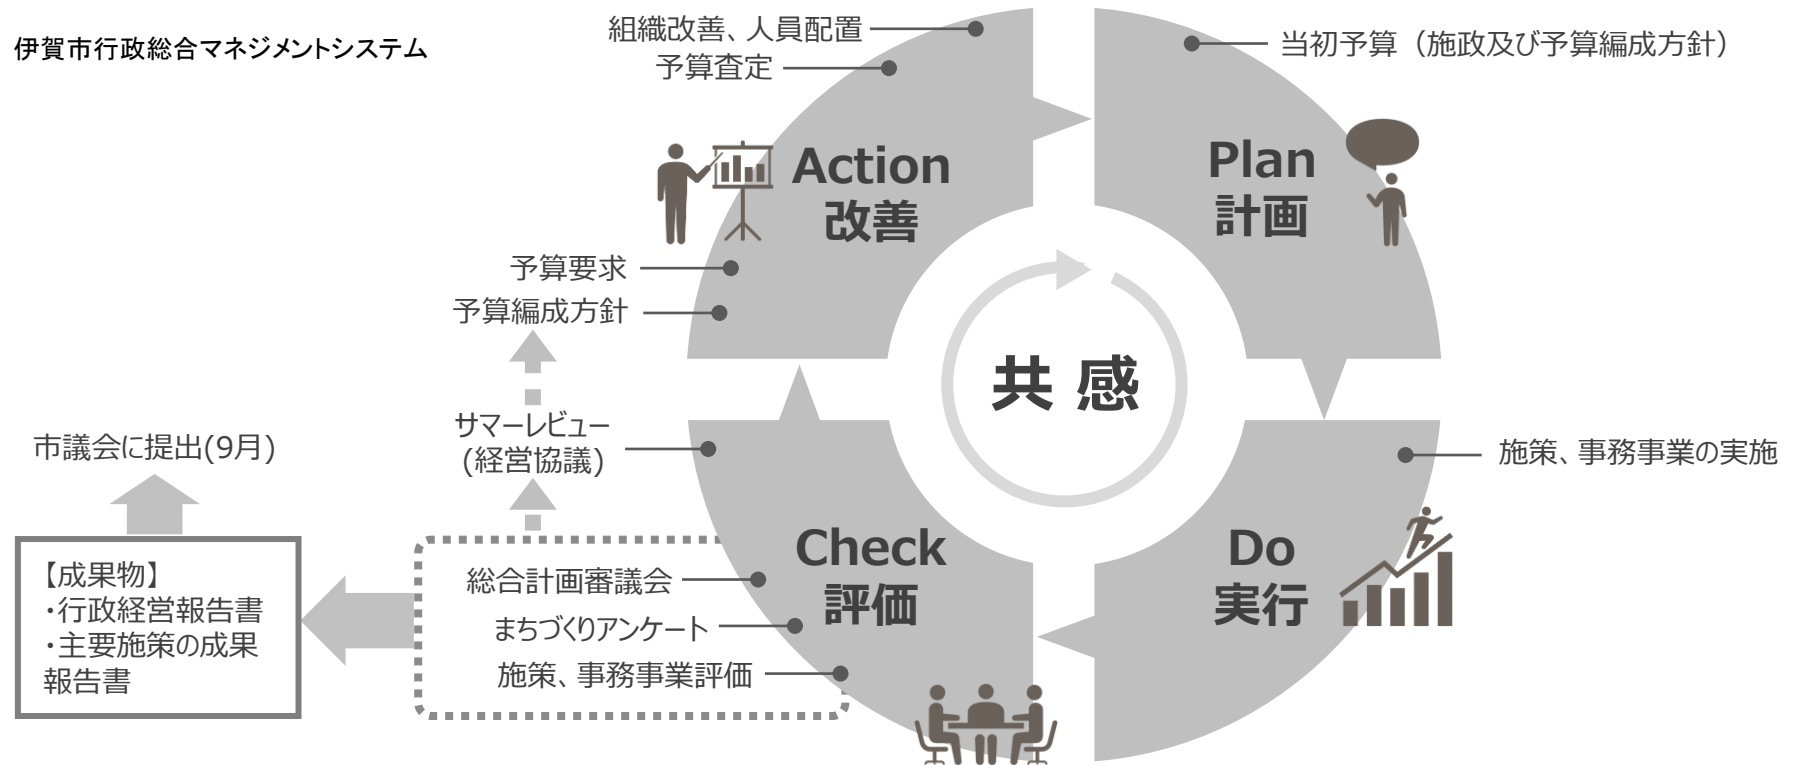 伊賀市行政総合マネジメントシステム
組織改善、人員配置
予算査定
当初予算（施政及び予算編成方針）
Action
改善
Plan
計画
予算要求
予算編成方針
共 感
サマーレビュー
(経営協議)
市議会に提出(9月)
施策、事務事業の実施
Check
評価
Do
実行
総合計画審議会
まちづくりアンケート
施策、事務事業評価
【成果物】
・行政経営報告書
・主要施策の成果
報告書